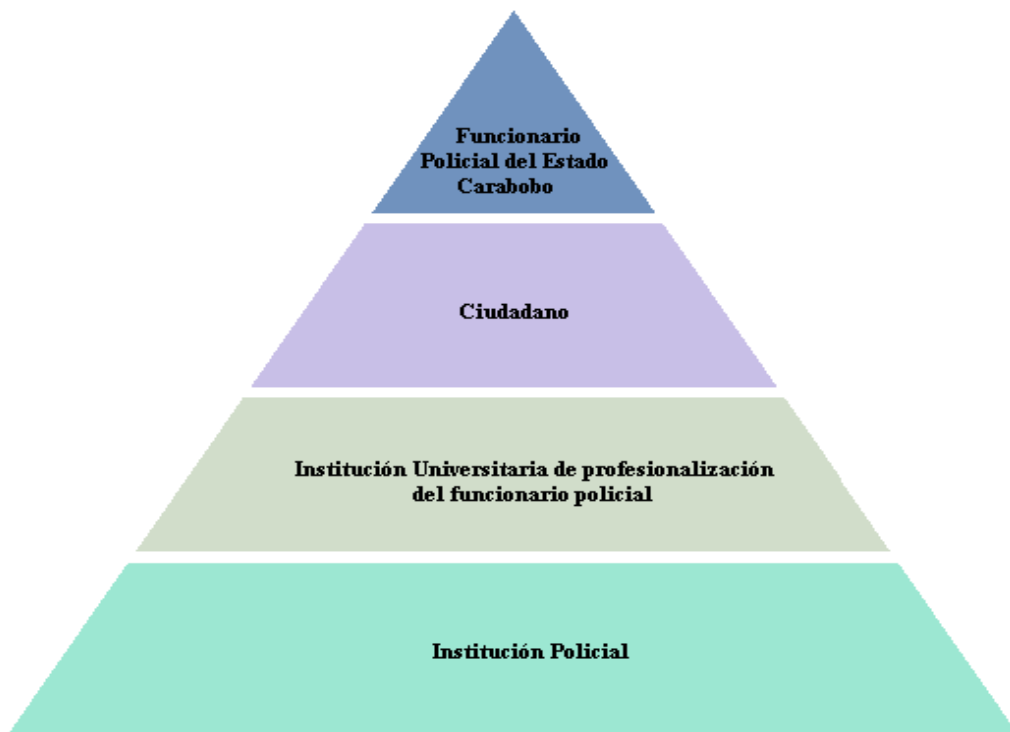 Funcionario
Policial del Estado
Carabobo
Ciudadano
Institución Universitaria de profesionalización
del funcionario policial
Institución Policial